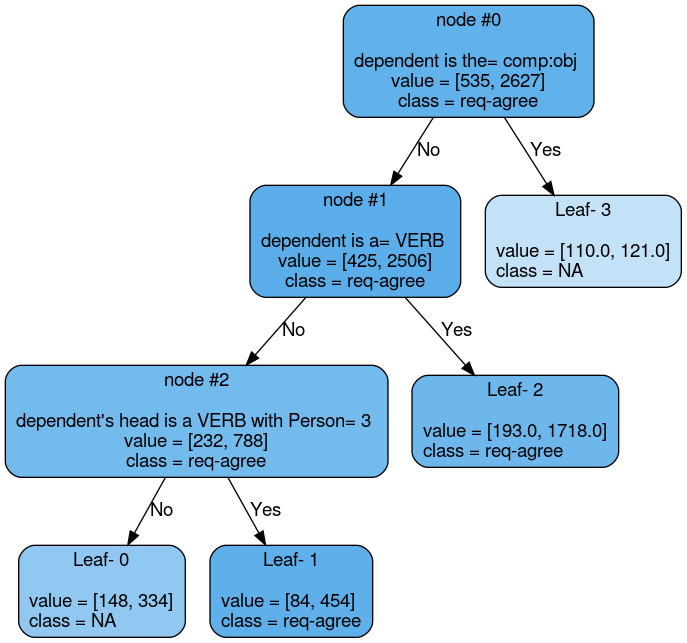 node #0
dependent is the= comp:obj
value = [535, 2627]
class = req-agree
No
Yes
node #1
dependent is a= VERB
value = [425, 2506]
class = req-agree
Leaf- 3
value = [110.0, 121.0]
class = NA
No
Yes
node #2
dependent's head is a VERB with Person= 3
value = [232, 788]
class = req-agree
Leaf- 2
value = [193.0, 1718.0]
class = req-agree
No
Yes
Leaf- 0
value = [148, 334]
class = NA
Leaf- 1
value = [84, 454]
class = req-agree